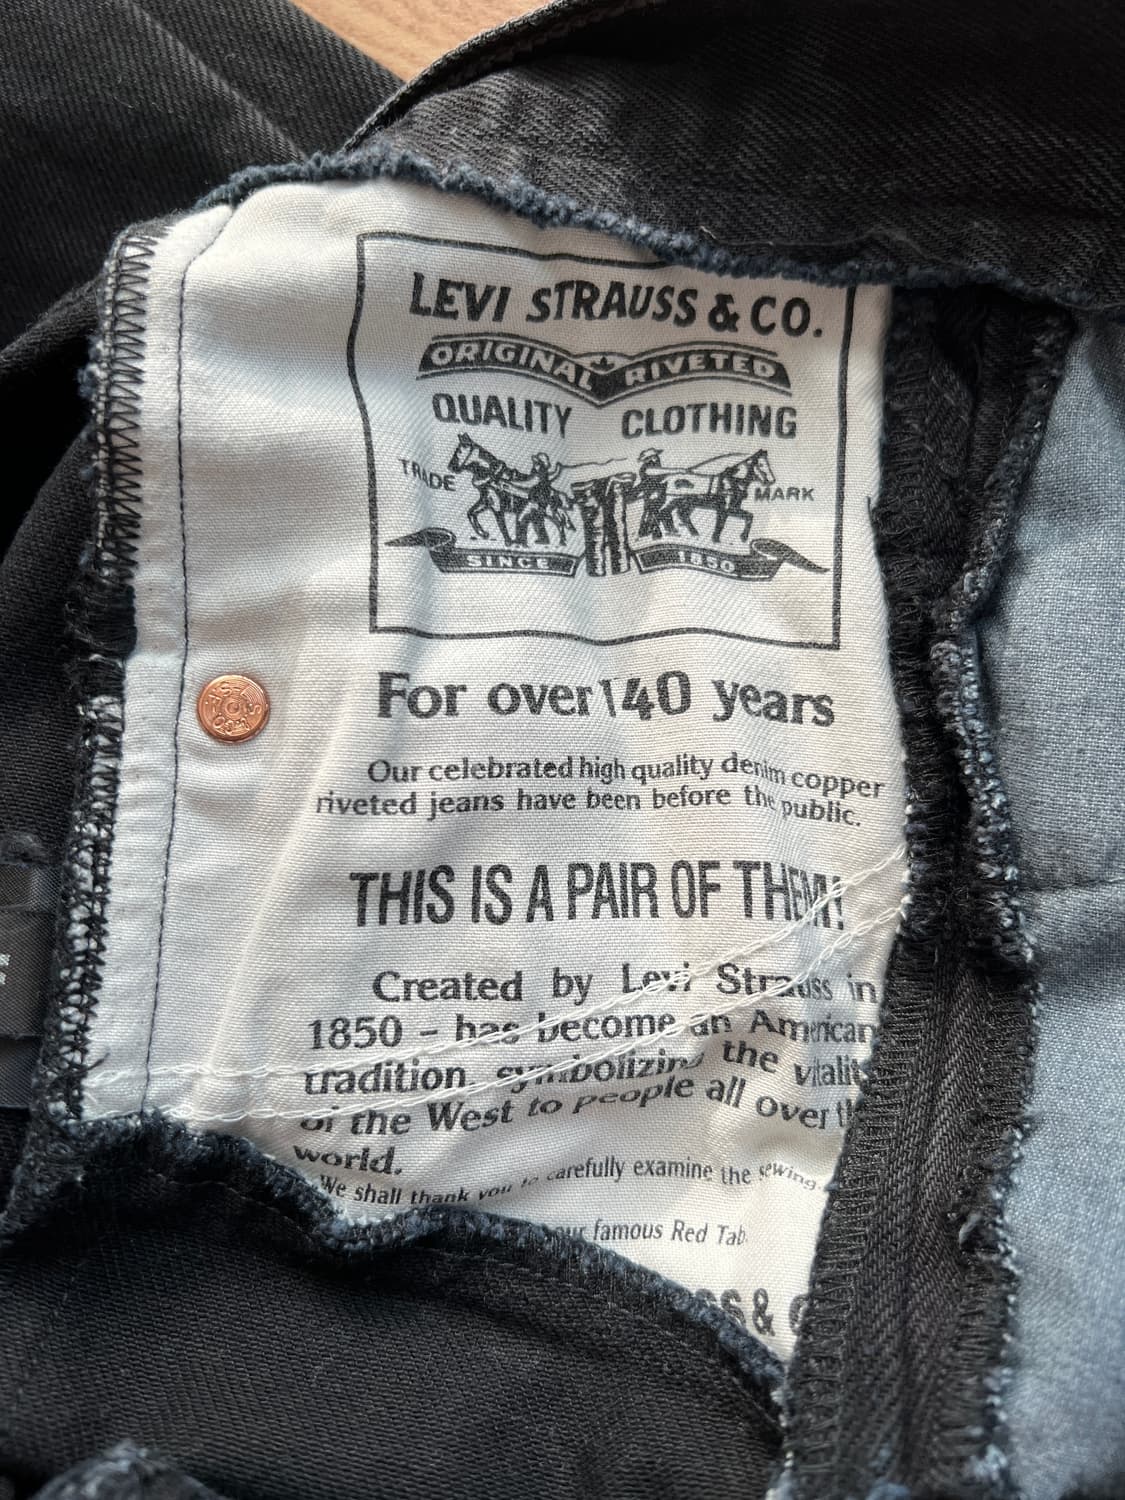 LEVI STRAUSS & CO.
ORIGINAL RIVETED
QUALITY CLOTHING
TRADE MARK
SINCE 1850
For over 140 years
Our celebrated high quality denim copper
riveted jeans have been before the public.
THIS IS A PAIR OF THEM!
Created by Levi Strauss in
1850 – has become an American
tradition, symbolizing the vitality
of the West to people all over
world.
We shall thank you to carefully examine the sewing,
our famous Red Tab
&